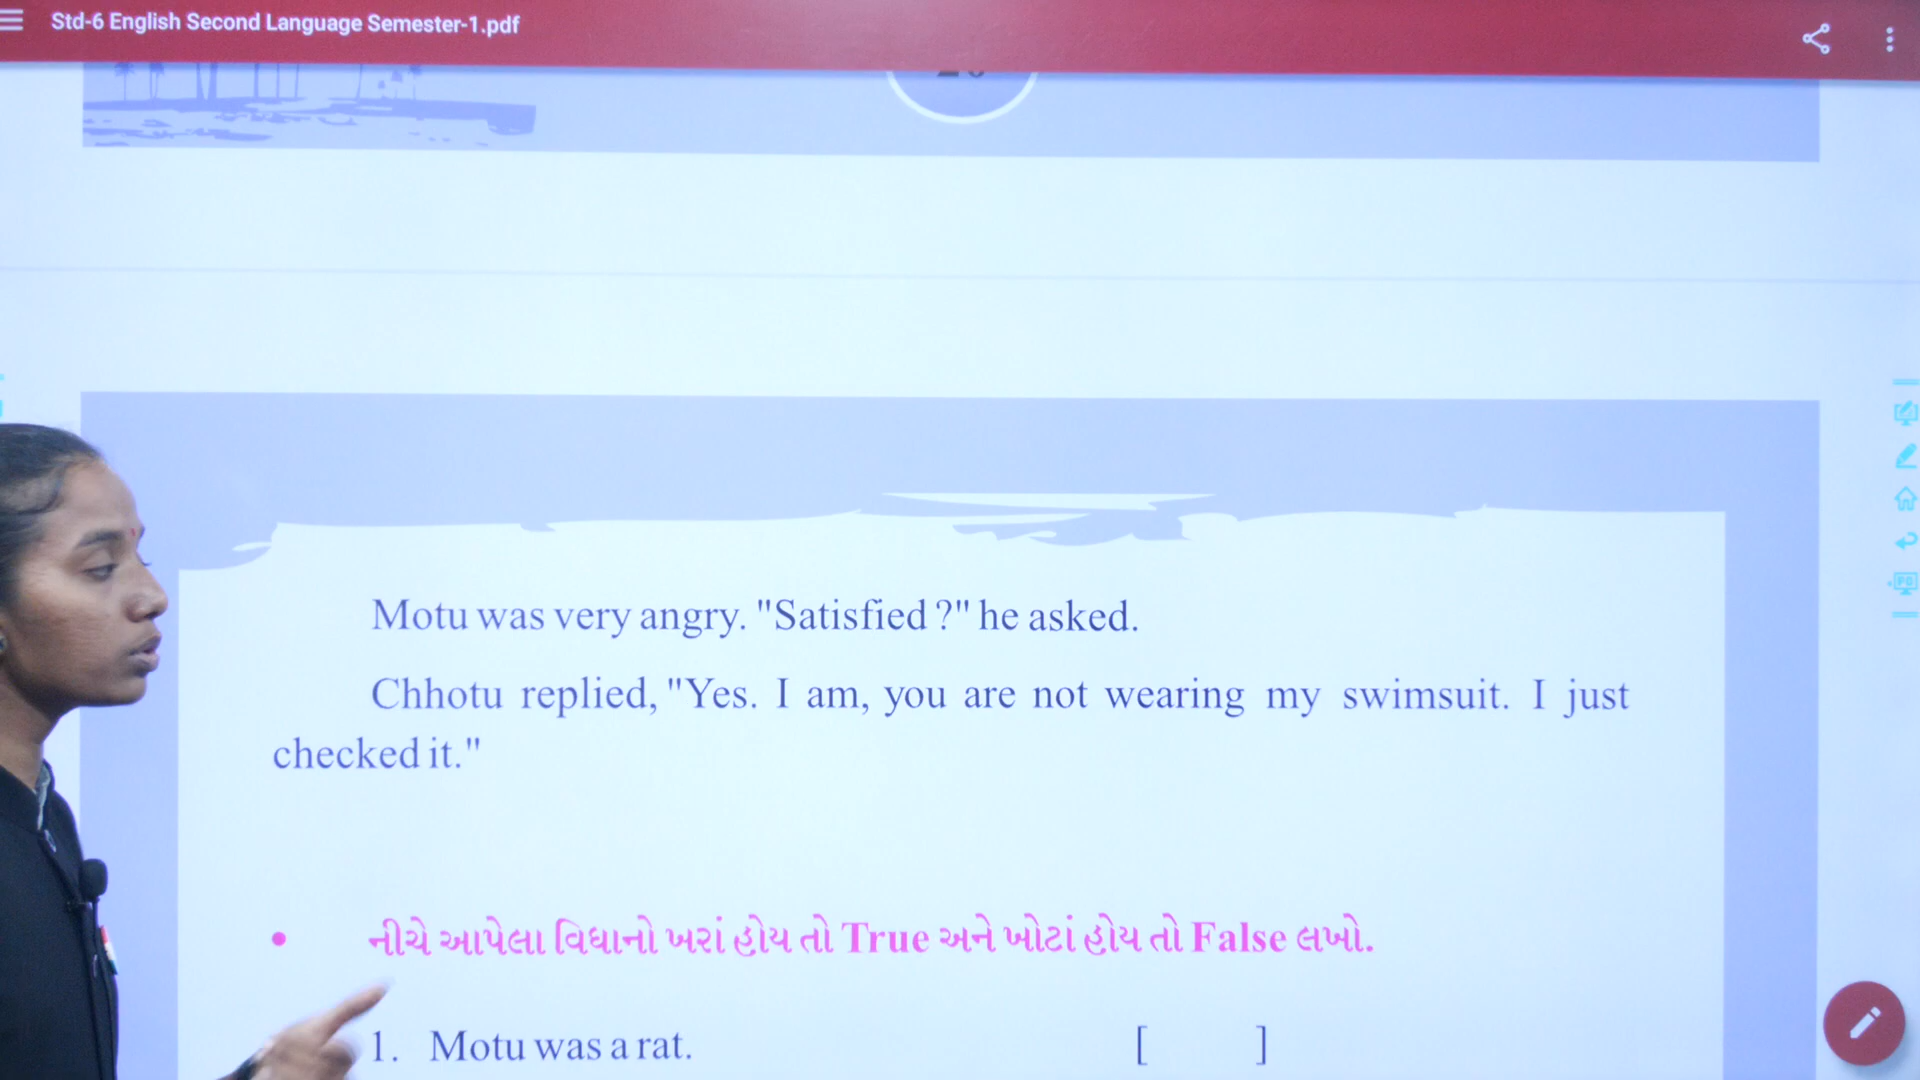 Std-6 English Second Language Semester-1.pdf
Motu was very angry. "Satisfied ?" he asked.
Chhotu replied, "Yes. I am, you are not wearing my swimsuit. I just
checked it."
• નીચે આપેલા વિધાનો ખરાં હોય તો True અને ખોટાં હોય તો False લખો.
1. Motu was a rat. [ ]